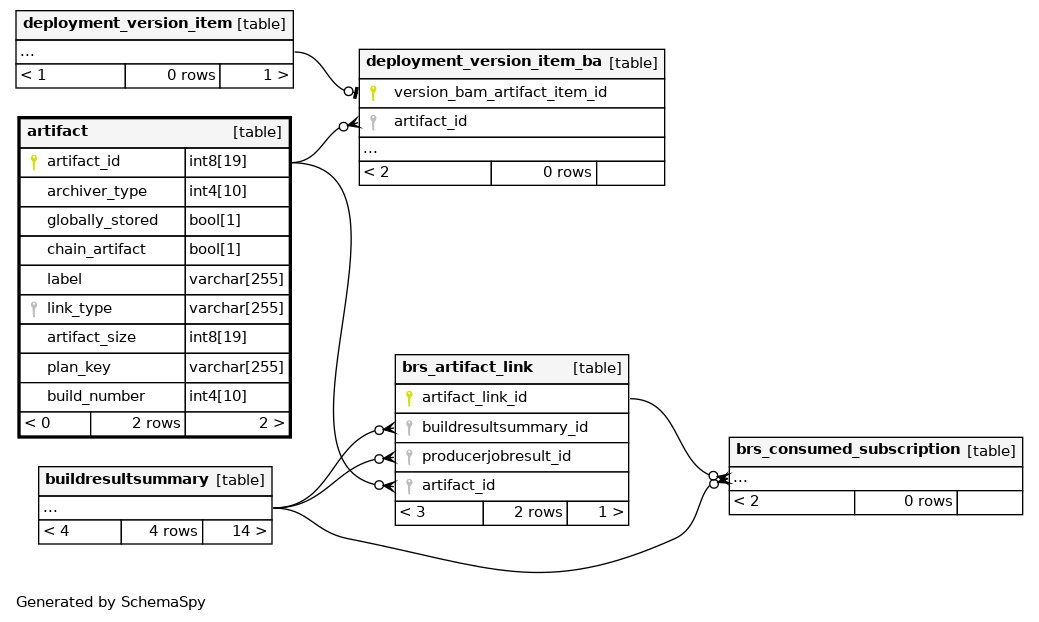 deployment_version_item [table]
...
< 1 0 rows 1 >
deployment_version_item_ba [table]
version_bam_artifact_item_id
artifact_id
...
< 2 0 rows
artifact [table]
artifact_id int8[19]
archiver_type int4[10]
globally_stored bool[1]
chain_artifact bool[1]
label varchar[255]
link_type varchar[255]
artifact_size int8[19]
plan_key varchar[255]
build_number int4[10]
< 0 2 rows 2 >
brs_artifact_link [table]
artifact_link_id
buildresultsummary_id
producerjobresult_id
artifact_id
< 3 2 rows 1 >
brs_consumed_subscription [table]
...
< 2 0 rows
buildresultsummary [table]
...
< 4 4 rows 14 >
Generated by SchemaSpy